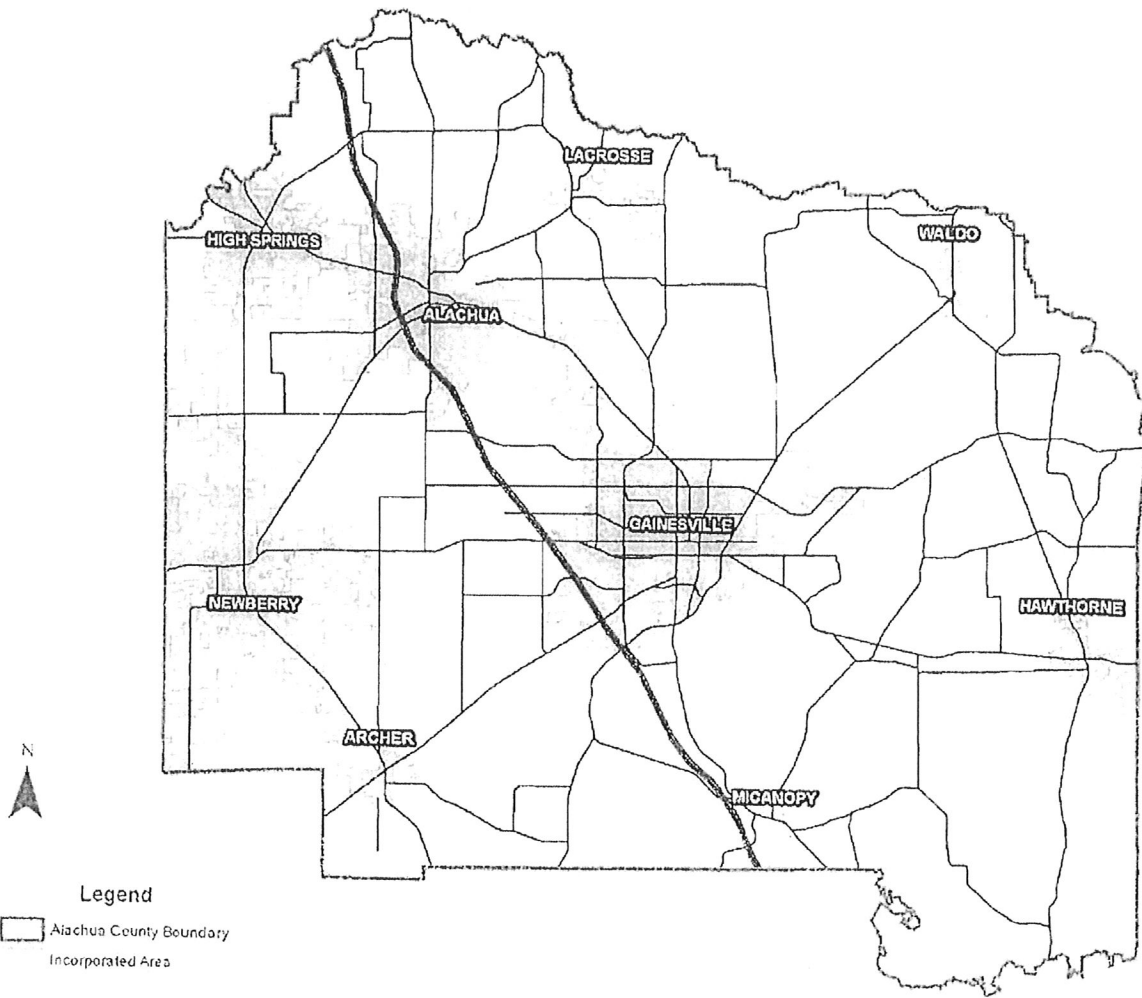 LACROSSE
WALDO
HIGH SPRINGS
ALACHUA
GAINESVILLE
NEWBERRY
HAWTHORNE
ARCHER
MICANOPY
N
Legend
Alachua County Boundary
Incorporated Area